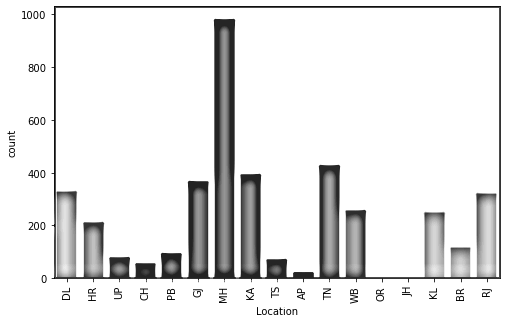 1000
800
600
400
200
0
count
DL HR UP CH PB GJ MH KA TS AP TN WB OR JH KL BR RJ
Location